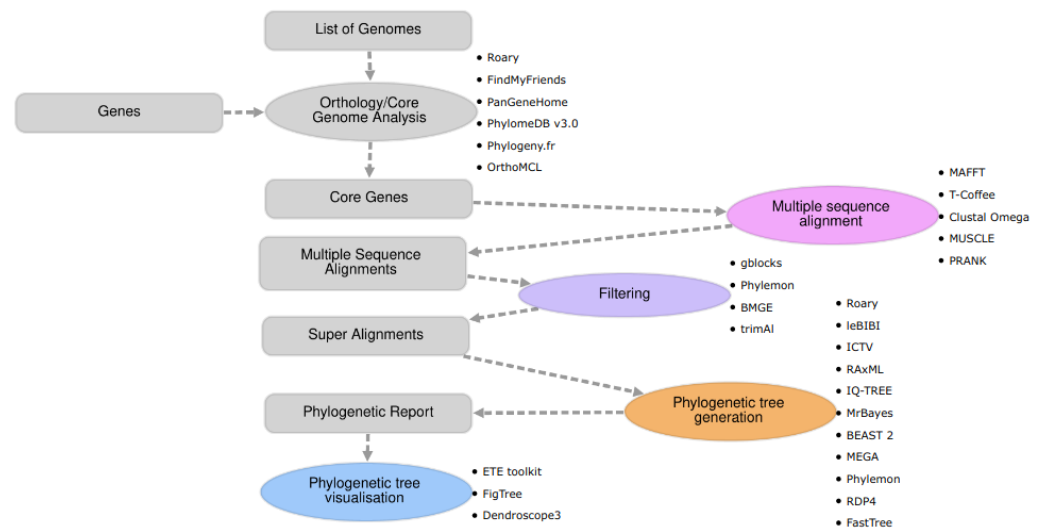 List of Genomes
• Roary
• FindMyFriends
Genes
Orthology/Core
Genome Analysis
• PanGeneHome
• PhylomeDB v3.0
• Phylogeny.fr
• OrthoMCL
Core Genes
Multiple sequence
alignment
• MAFFT
• T-Coffee
• Clustal Omega
• MUSCLE
• PRANK
Multiple Sequence
Alignments
Filtering
• gblocks
• Phylemon
• BMGE
• trimAl
Super Alignments
Phylogenetic tree
generation
• Roary
• leBIBI
• ICTV
• RAxML
• IQ-TREE
• MrBayes
• BEAST 2
• MEGA
• Phylemon
• RDP4
• FastTree
Phylogenetic Report
Phylogenetic tree
visualisation
• ETE toolkit
• FigTree
• Dendroscope3